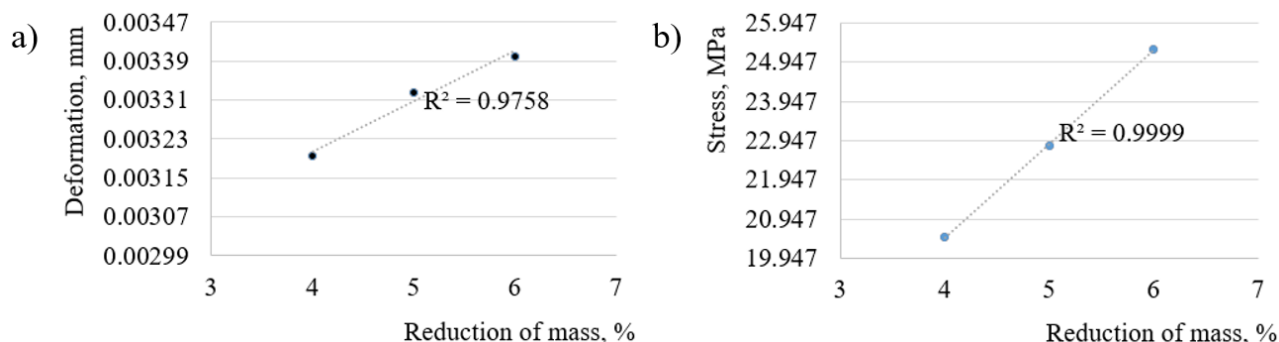 a)
Deformation, mm
0.00347
0.00339
0.00331
0.00323
0.00315
0.00307
0.00299
R² = 0.9758
3 4 5 6 7
Reduction of mass, %
b)
Stress, MPa
25.947
24.947
23.947
22.947
21.947
20.947
19.947
R² = 0.9999
3 4 5 6 7
Reduction of mass, %